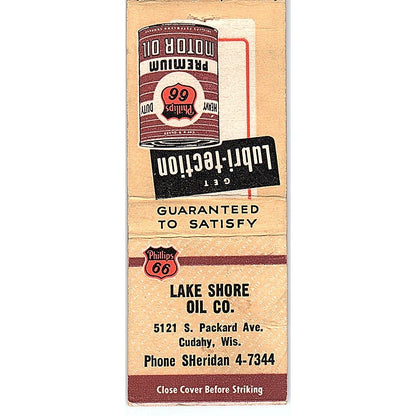 PREMIUM
MOTOR OIL
HEAVY DUTY
Phillips
66
GET
Lubri-tection
GUARANTEED
TO SATISFY
Phillips
66
LAKE SHORE
OIL CO.
5121 S. Packard Ave.
Cudahy, Wis.
Phone SHeridan 4-7344
Close Cover Before Striking